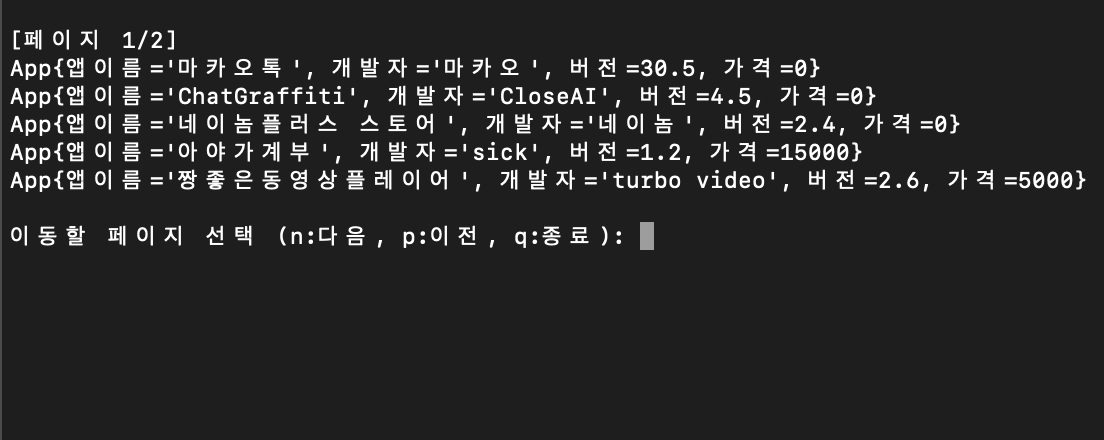 [페이지 1/2]
App{앱이름='마카오톡', 개발자='마카오', 버전=30.5, 가격=0}
App{앱이름='ChatGraffiti', 개발자='CloseAI', 버전=4.5, 가격=0}
App{앱이름='네이놈플러스 스토어', 개발자='네이놈', 버전=2.4, 가격=0}
App{앱이름='아야가계부', 개발자='sick', 버전=1.2, 가격=15000}
App{앱이름='짱좋은동영상플레이어', 개발자='turbo video', 버전=2.6, 가격=5000}
이동할 페이지 선택 (n:다음, p:이전, q:종료):